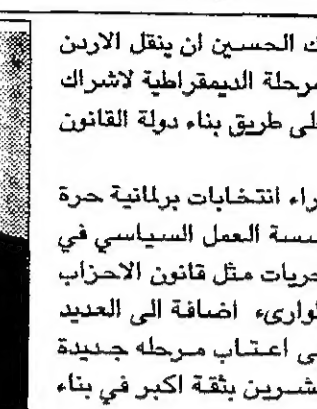 ك الحسين ان ينقل الاردن
مرحلة الديمقراطية لاشراك
لى طريق بناء دولة القانون
راء انتخابات برلمانية حرة
سسة العمل السياسي في
حريات مثل قانون الاحزاب
لوارىء اضافة الى العديد
ى اعتاب مرحله جديدة
شرين بثقة اكبر في بناء